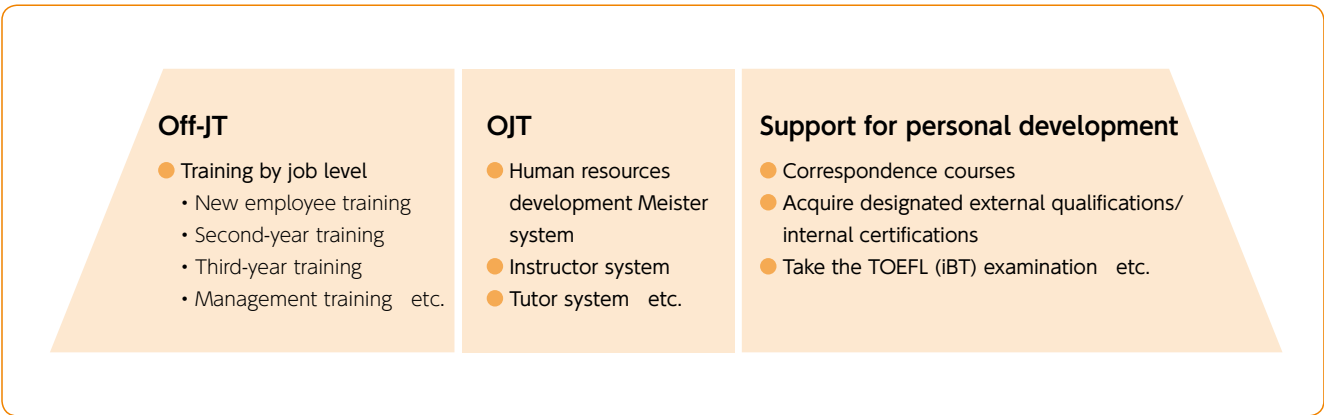 Off-JT
● Training by job level
・New employee training
・Second-year training
・Third-year training
・Management training etc.
OJT
● Human resources
development Meister
system
● Instructor system
● Tutor system etc.
Support for personal development
● Correspondence courses
● Acquire designated external qualifications/
internal certifications
● Take the TOEFL (iBT) examination etc.